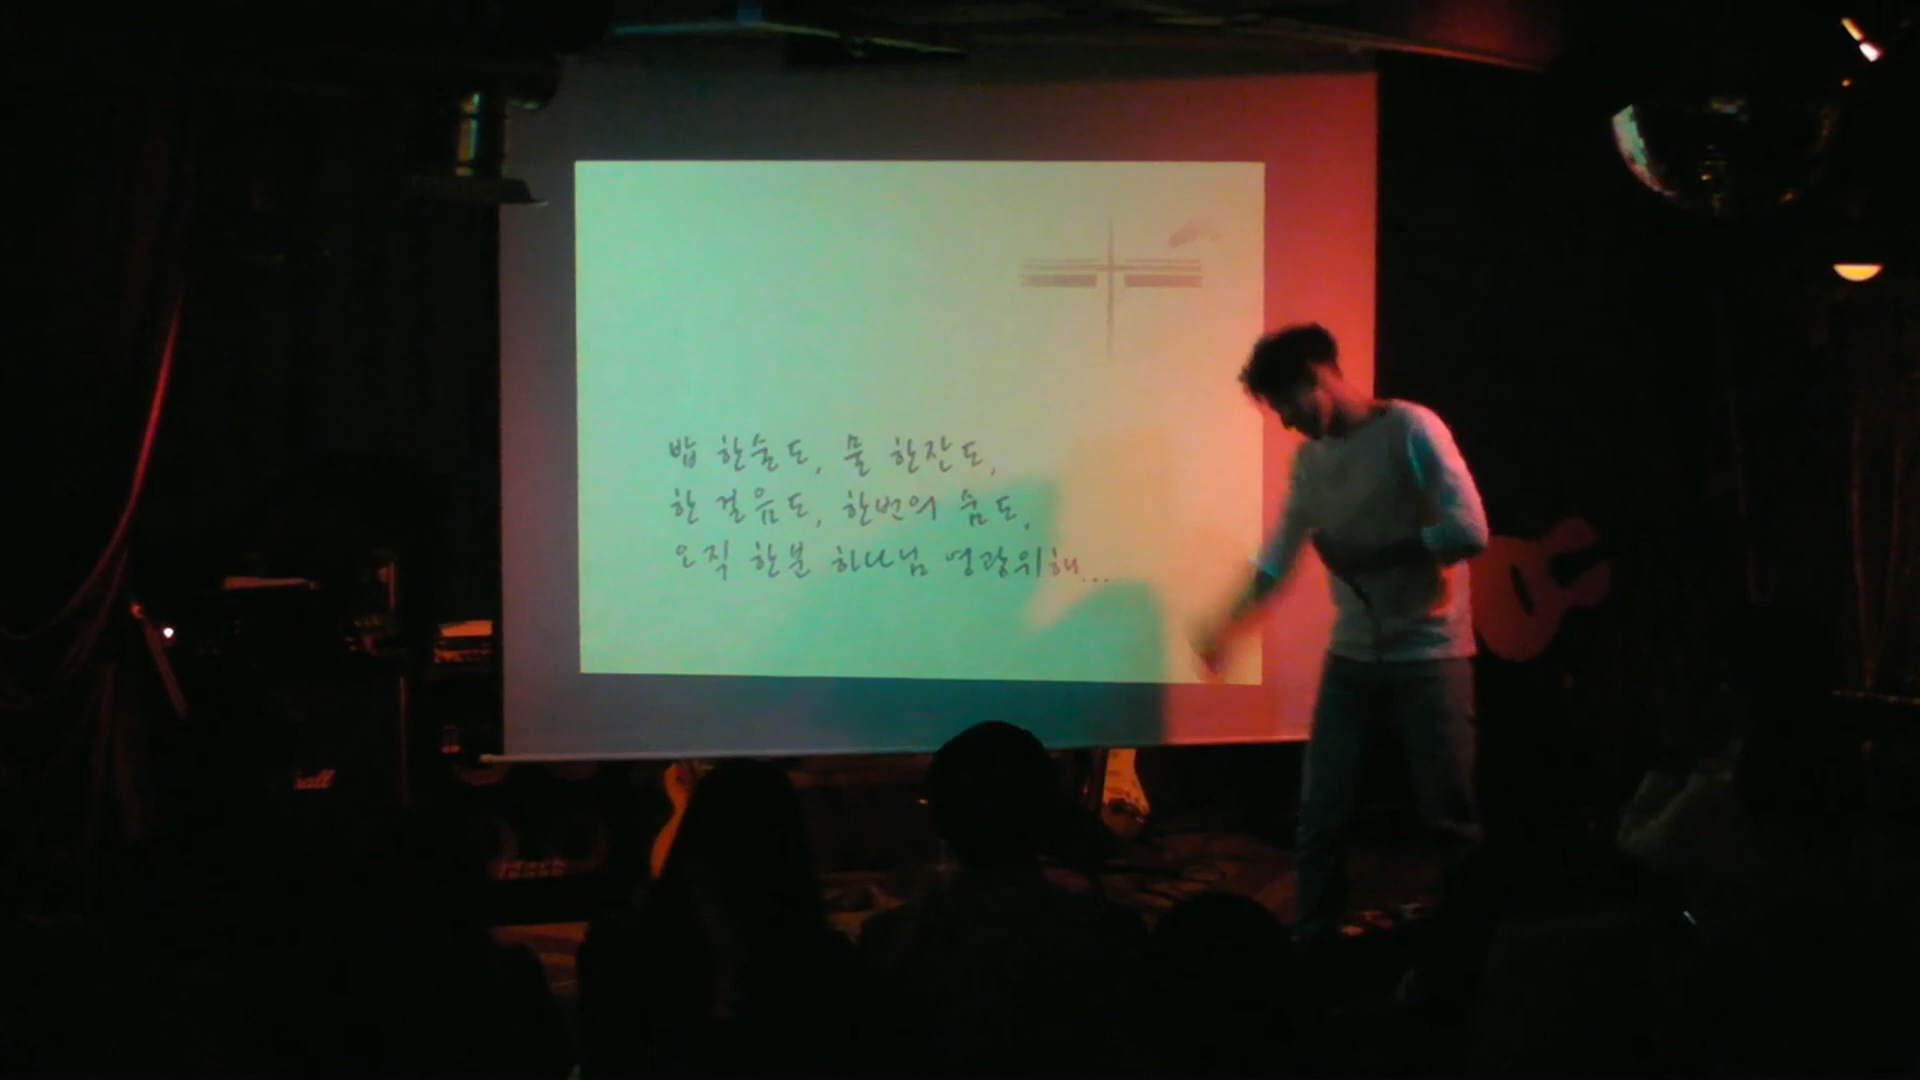 밥 한술도, 물 한잔도,
한 걸음도, 한번의 숨도,
오직 한분 하나님 영광위해...